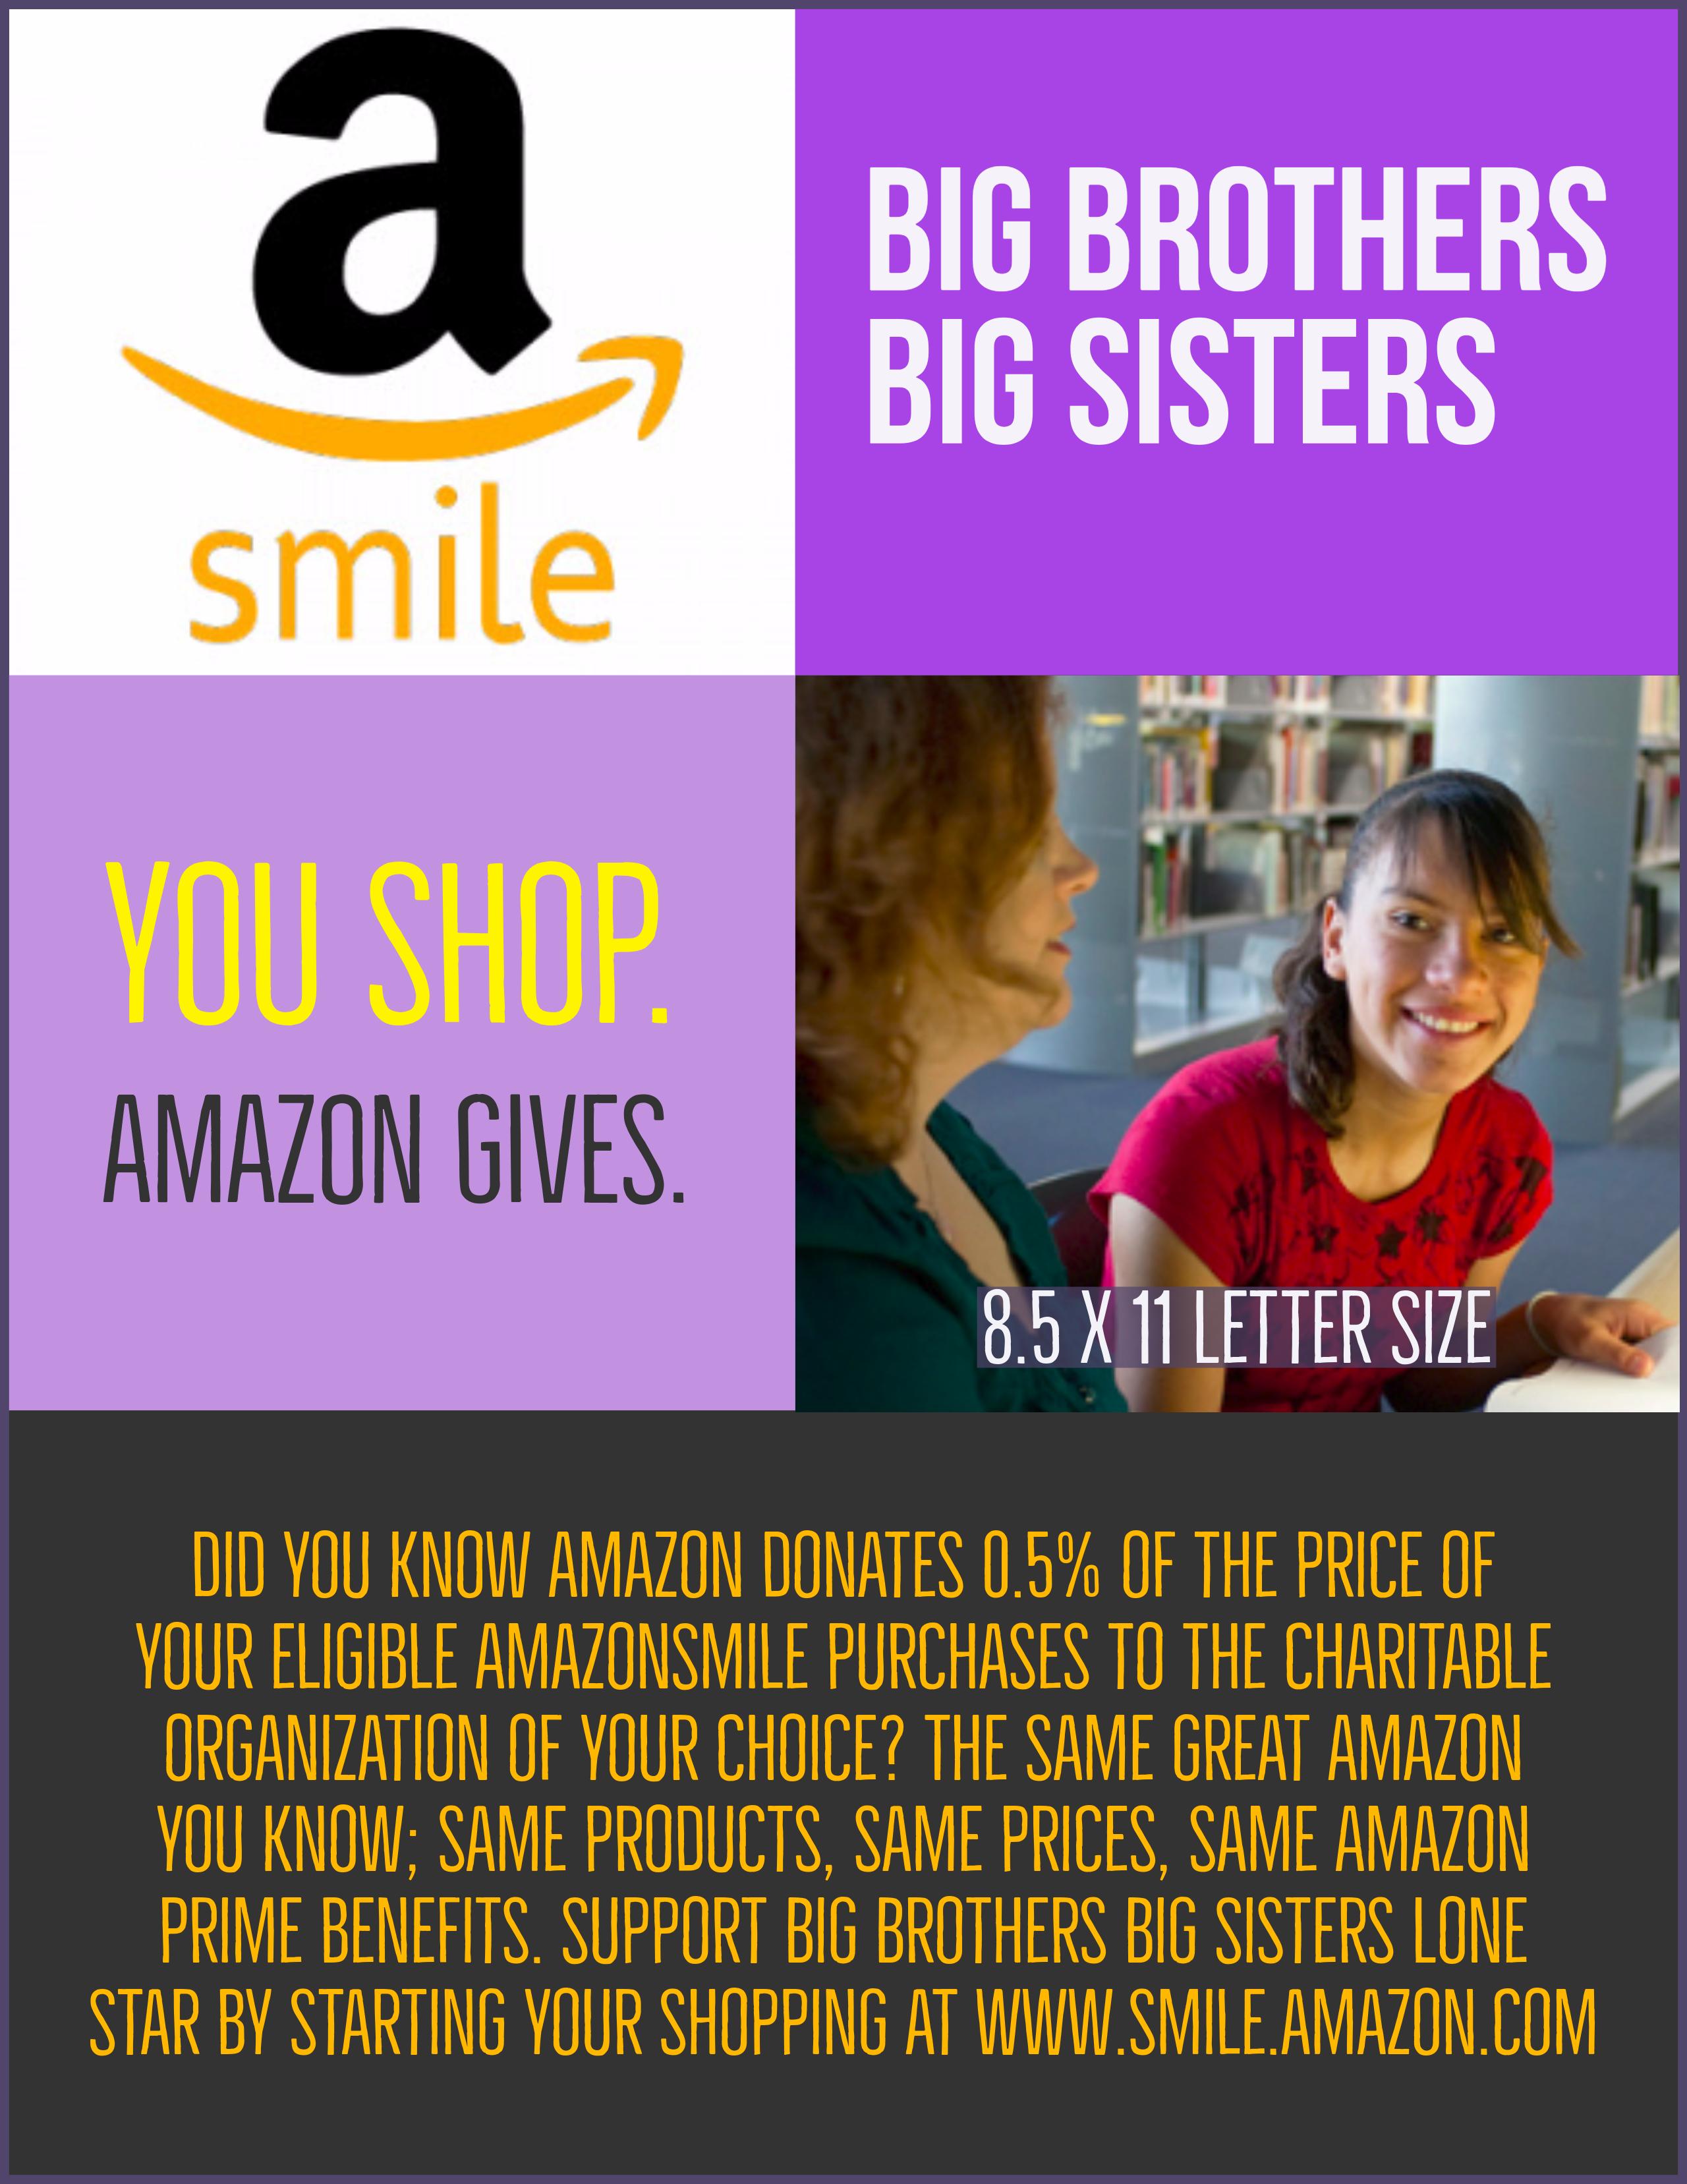 a
smile
BIG BROTHERS
BIG SISTERS
YOU SHOP.
AMAZON GIVES.
8.5 X 11 LETTER SIZE
DID YOU KNOW AMAZON DONATES 0.5% OF THE PRICE OF
YOUR ELIGIBLE AMAZONSMILE PURCHASES TO THE CHARITABLE
ORGANIZATION OF YOUR CHOICE? THE SAME GREAT AMAZON
YOU KNOW; SAME PRODUCTS, SAME PRICES, SAME AMAZON
PRIME BENEFITS. SUPPORT BIG BROTHERS BIG SISTERS LONE
STAR BY STARTING YOUR SHOPPING AT WWW.SMILE.AMAZON.COM